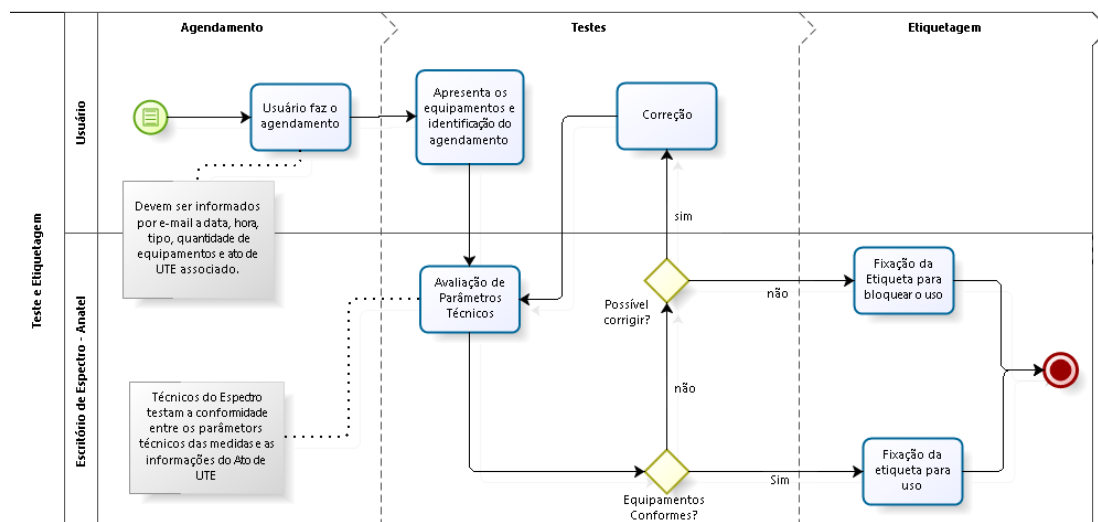 Agendamento
Testes
Etiquetagem
Teste e Etiquetagem
Usuário
Usuário faz o
agendamento
Apresenta os
equipamentos e
identificação do
agendamento
Correção
Devem ser informados
por e-mail a data, hora,
tipo, quantidade de
equipamentos e ato de
UTE associado.
sim
Escritório de Espectro - Anatel
Avaliação de
Parâmetros
Técnicos
Possível
corrigir?
não
Fixação da
Etiqueta para
bloquear o uso
não
Técnicos do Espectro
testam a conformidade
entre os parâmetors
técnicos das medidas e as
informações do Ato de
UTE
Equipamentos
Conformes?
Sim
Fixação da
etiqueta para
uso